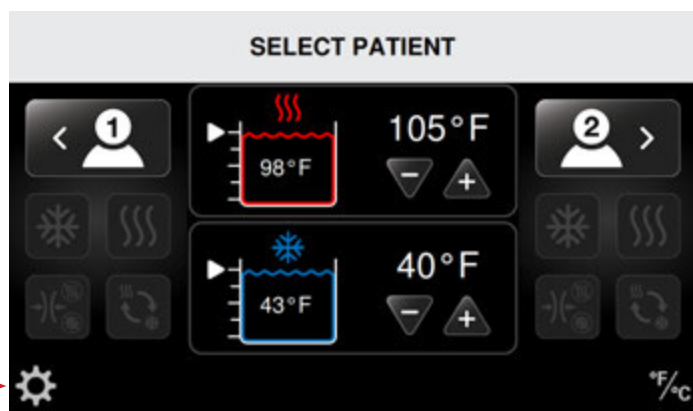 SELECT PATIENT
< 1
105°F
2 >
98°F
- +
40°F
43°F
- +
°F/°C